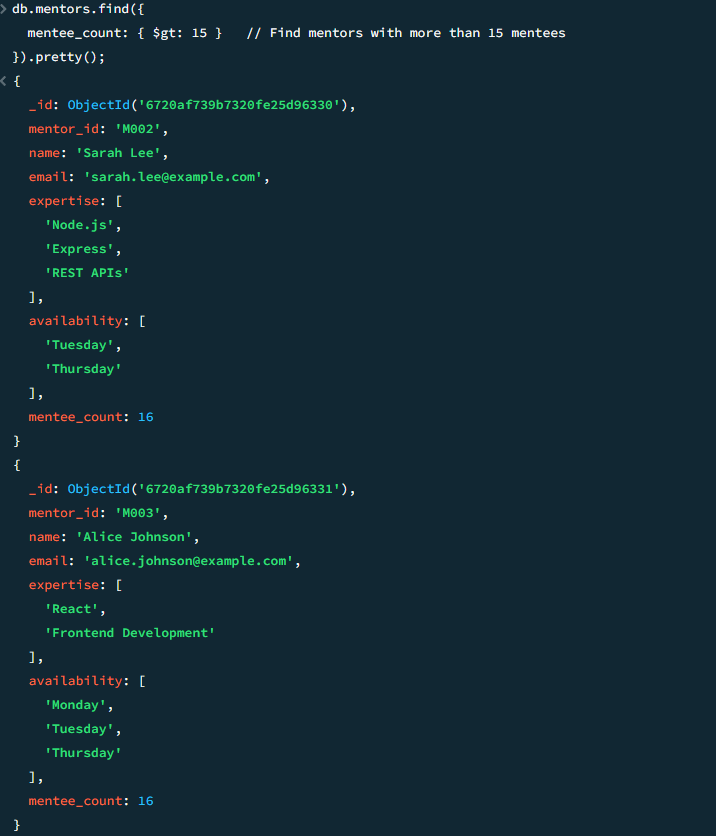 > db.mentors.find({
mentee_count: { $gt: 15 }   // Find mentors with more than 15 mentees
}).pretty();
< {
_id: ObjectId('6720af739b7320fe25d96330'),
mentor_id: 'M002',
name: 'Sarah Lee',
email: 'sarah.lee@example.com',
expertise: [
'Node.js',
'Express',
'REST APIs'
],
availability: [
'Tuesday',
'Thursday'
],
mentee_count: 16
}
{
_id: ObjectId('6720af739b7320fe25d96331'),
mentor_id: 'M003',
name: 'Alice Johnson',
email: 'alice.johnson@example.com',
expertise: [
'React',
'Frontend Development'
],
availability: [
'Monday',
'Tuesday',
'Thursday'
],
mentee_count: 16
}